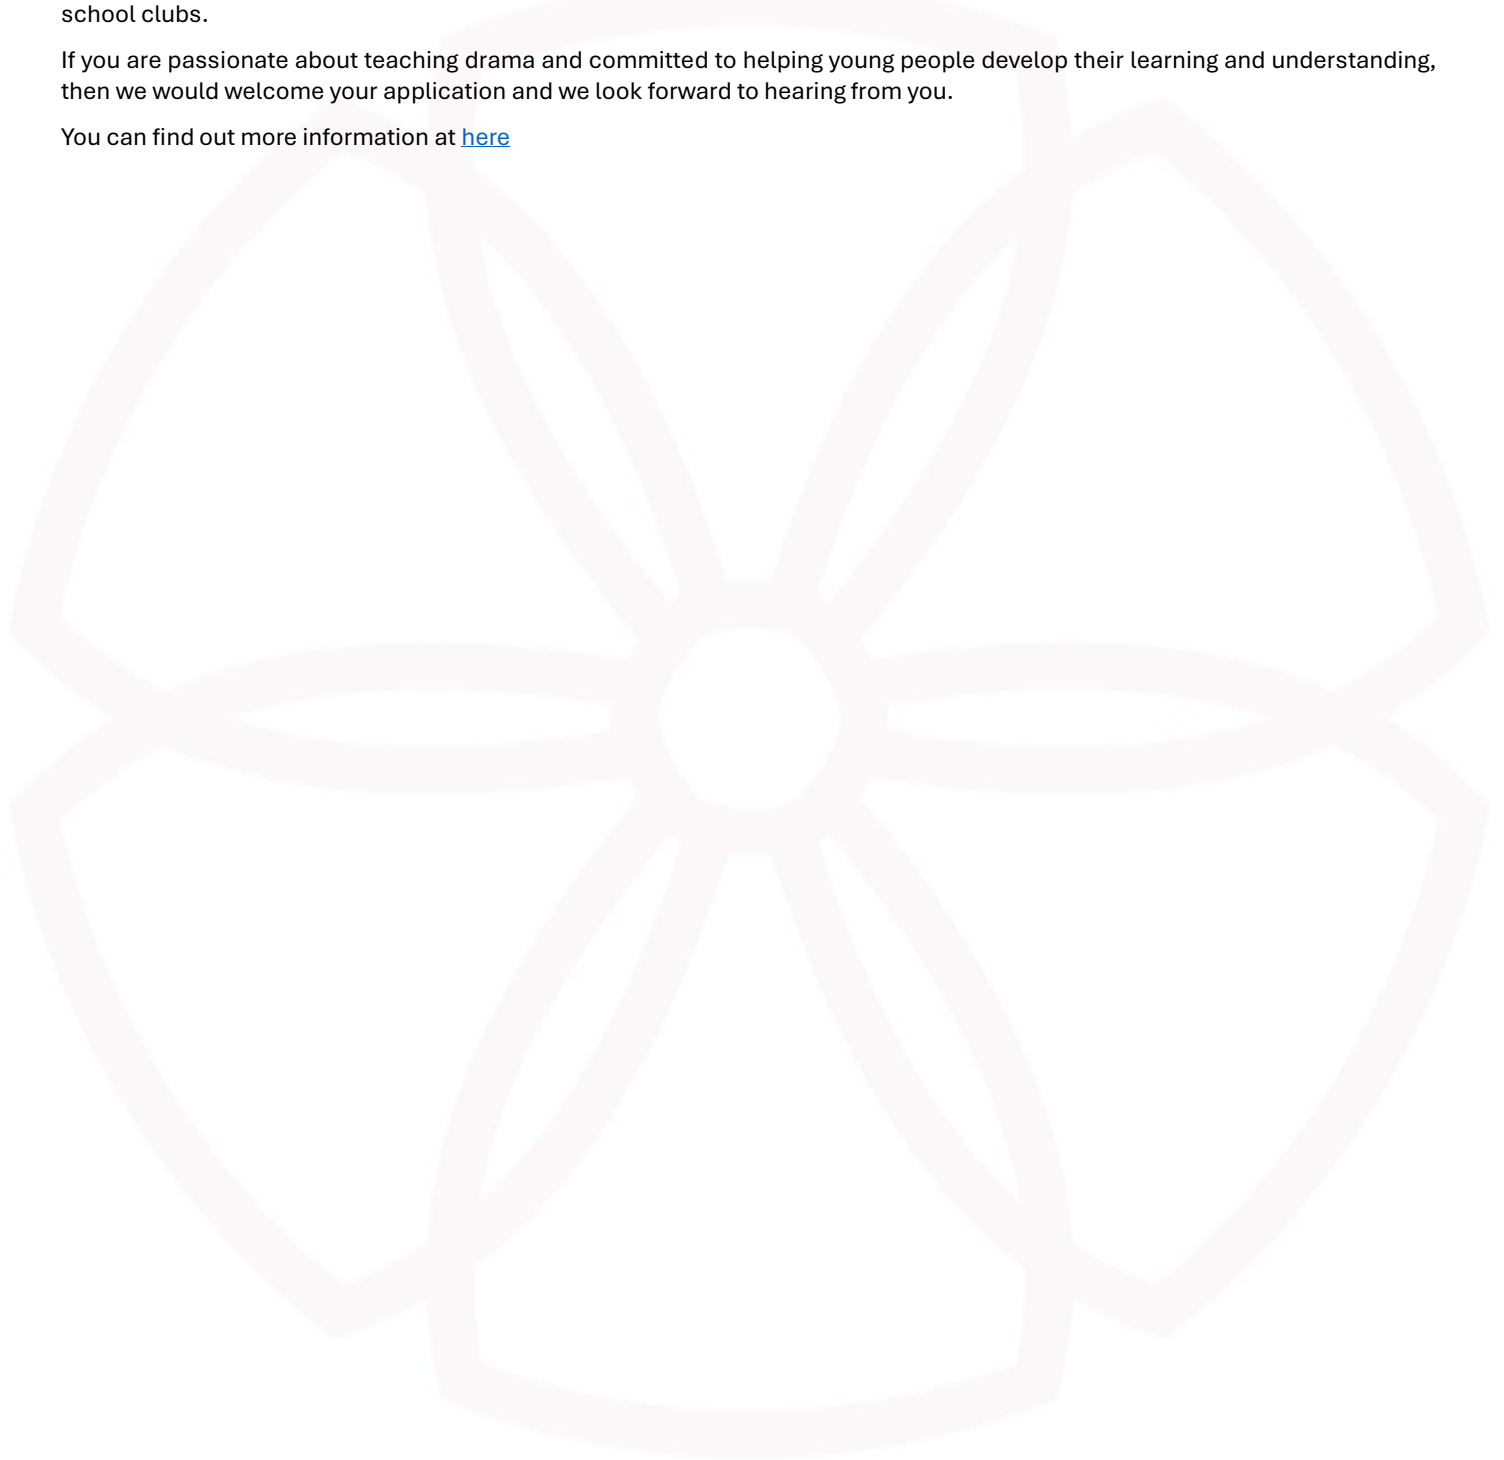 school clubs.
If you are passionate about teaching drama and committed to helping young people develop their learning and understanding,
then we would welcome your application and we look forward to hearing from you.
You can find out more information at here